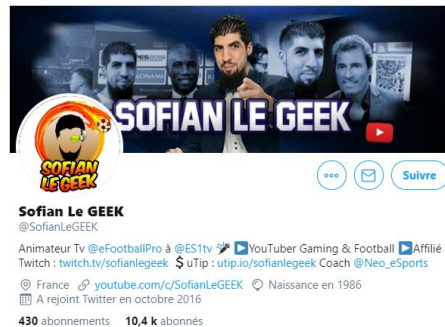 PES2019
KONAMI
SOFIAN LE GEEK
SOFIAN
LE GEEK
Suivre
Sofian Le GEEK
@SofianLeGEEK
Animateur Tv @eFootballPro à @ES1tv 🎤 ▶️YouTuber Gaming & Football ▶️Affilié
Twitch : twitch.tv/sofianlegeek 💲uTip : utip.io/sofianlegeek Coach @Neo_eSports
France youtube.com/c/SofianLeGEEK Naissance en 1986
A rejoint Twitter en octobre 2016
430 abonnements 10,4 k abonnés